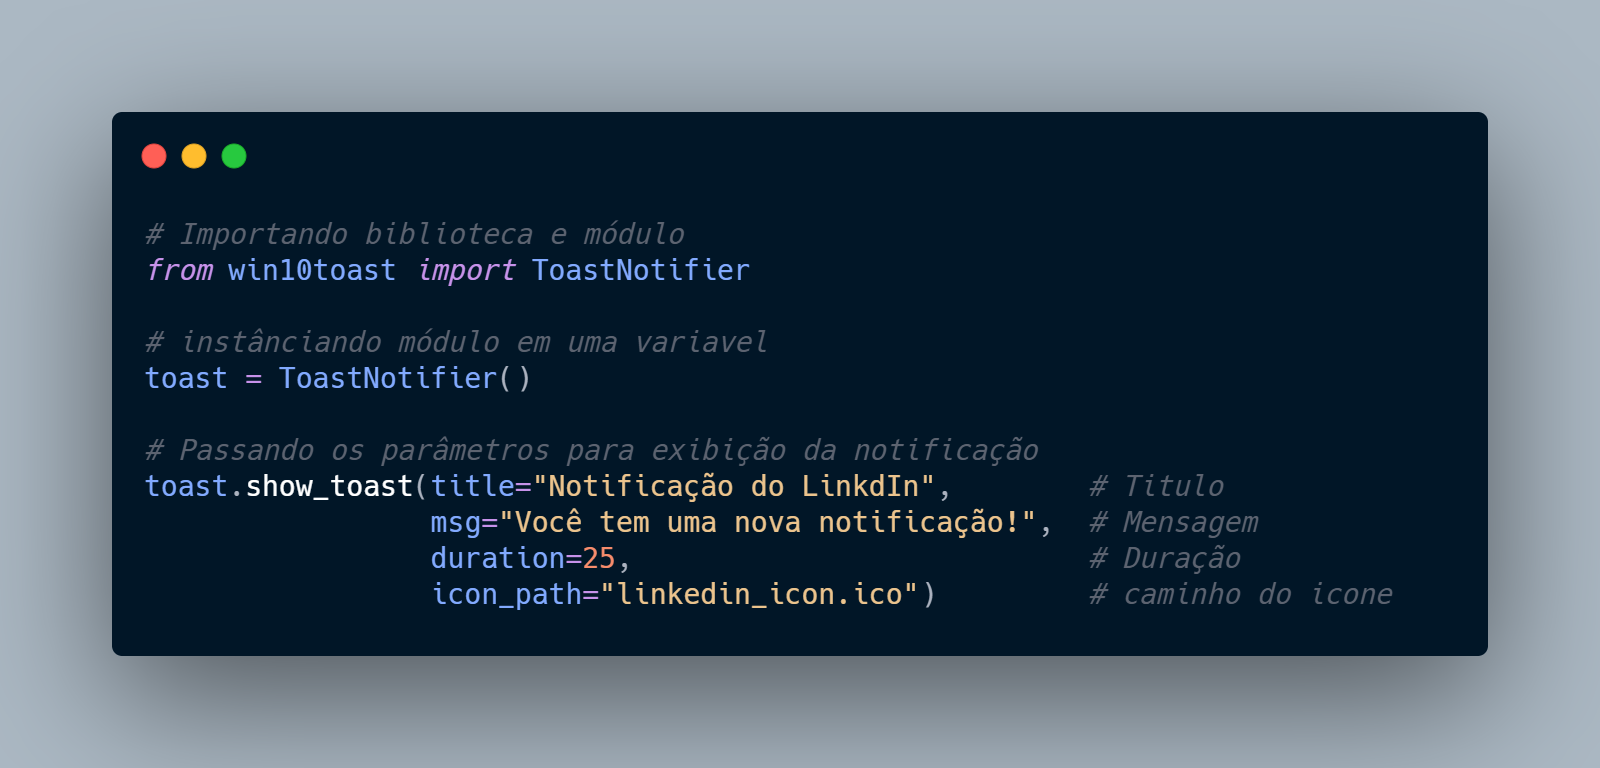 # Importando biblioteca e módulo
from win10toast import ToastNotifier
# instânciando módulo em uma variavel
toast = ToastNotifier()
# Passando os parâmetros para exibição da notificação
toast.show_toast(title="Notificação do LinkdIn",        # Titulo
                 msg="Você tem uma nova notificação!",  # Mensagem
                 duration=25,                           # Duração
                 icon_path="linkedin_icon.ico")         # caminho do icone